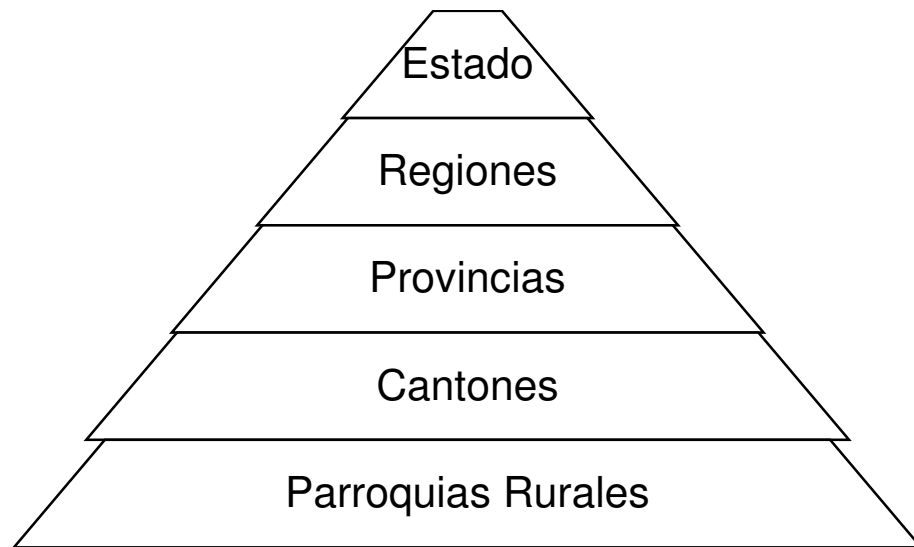 Estado
Regiones
Provincias
Cantones
Parroquias Rurales